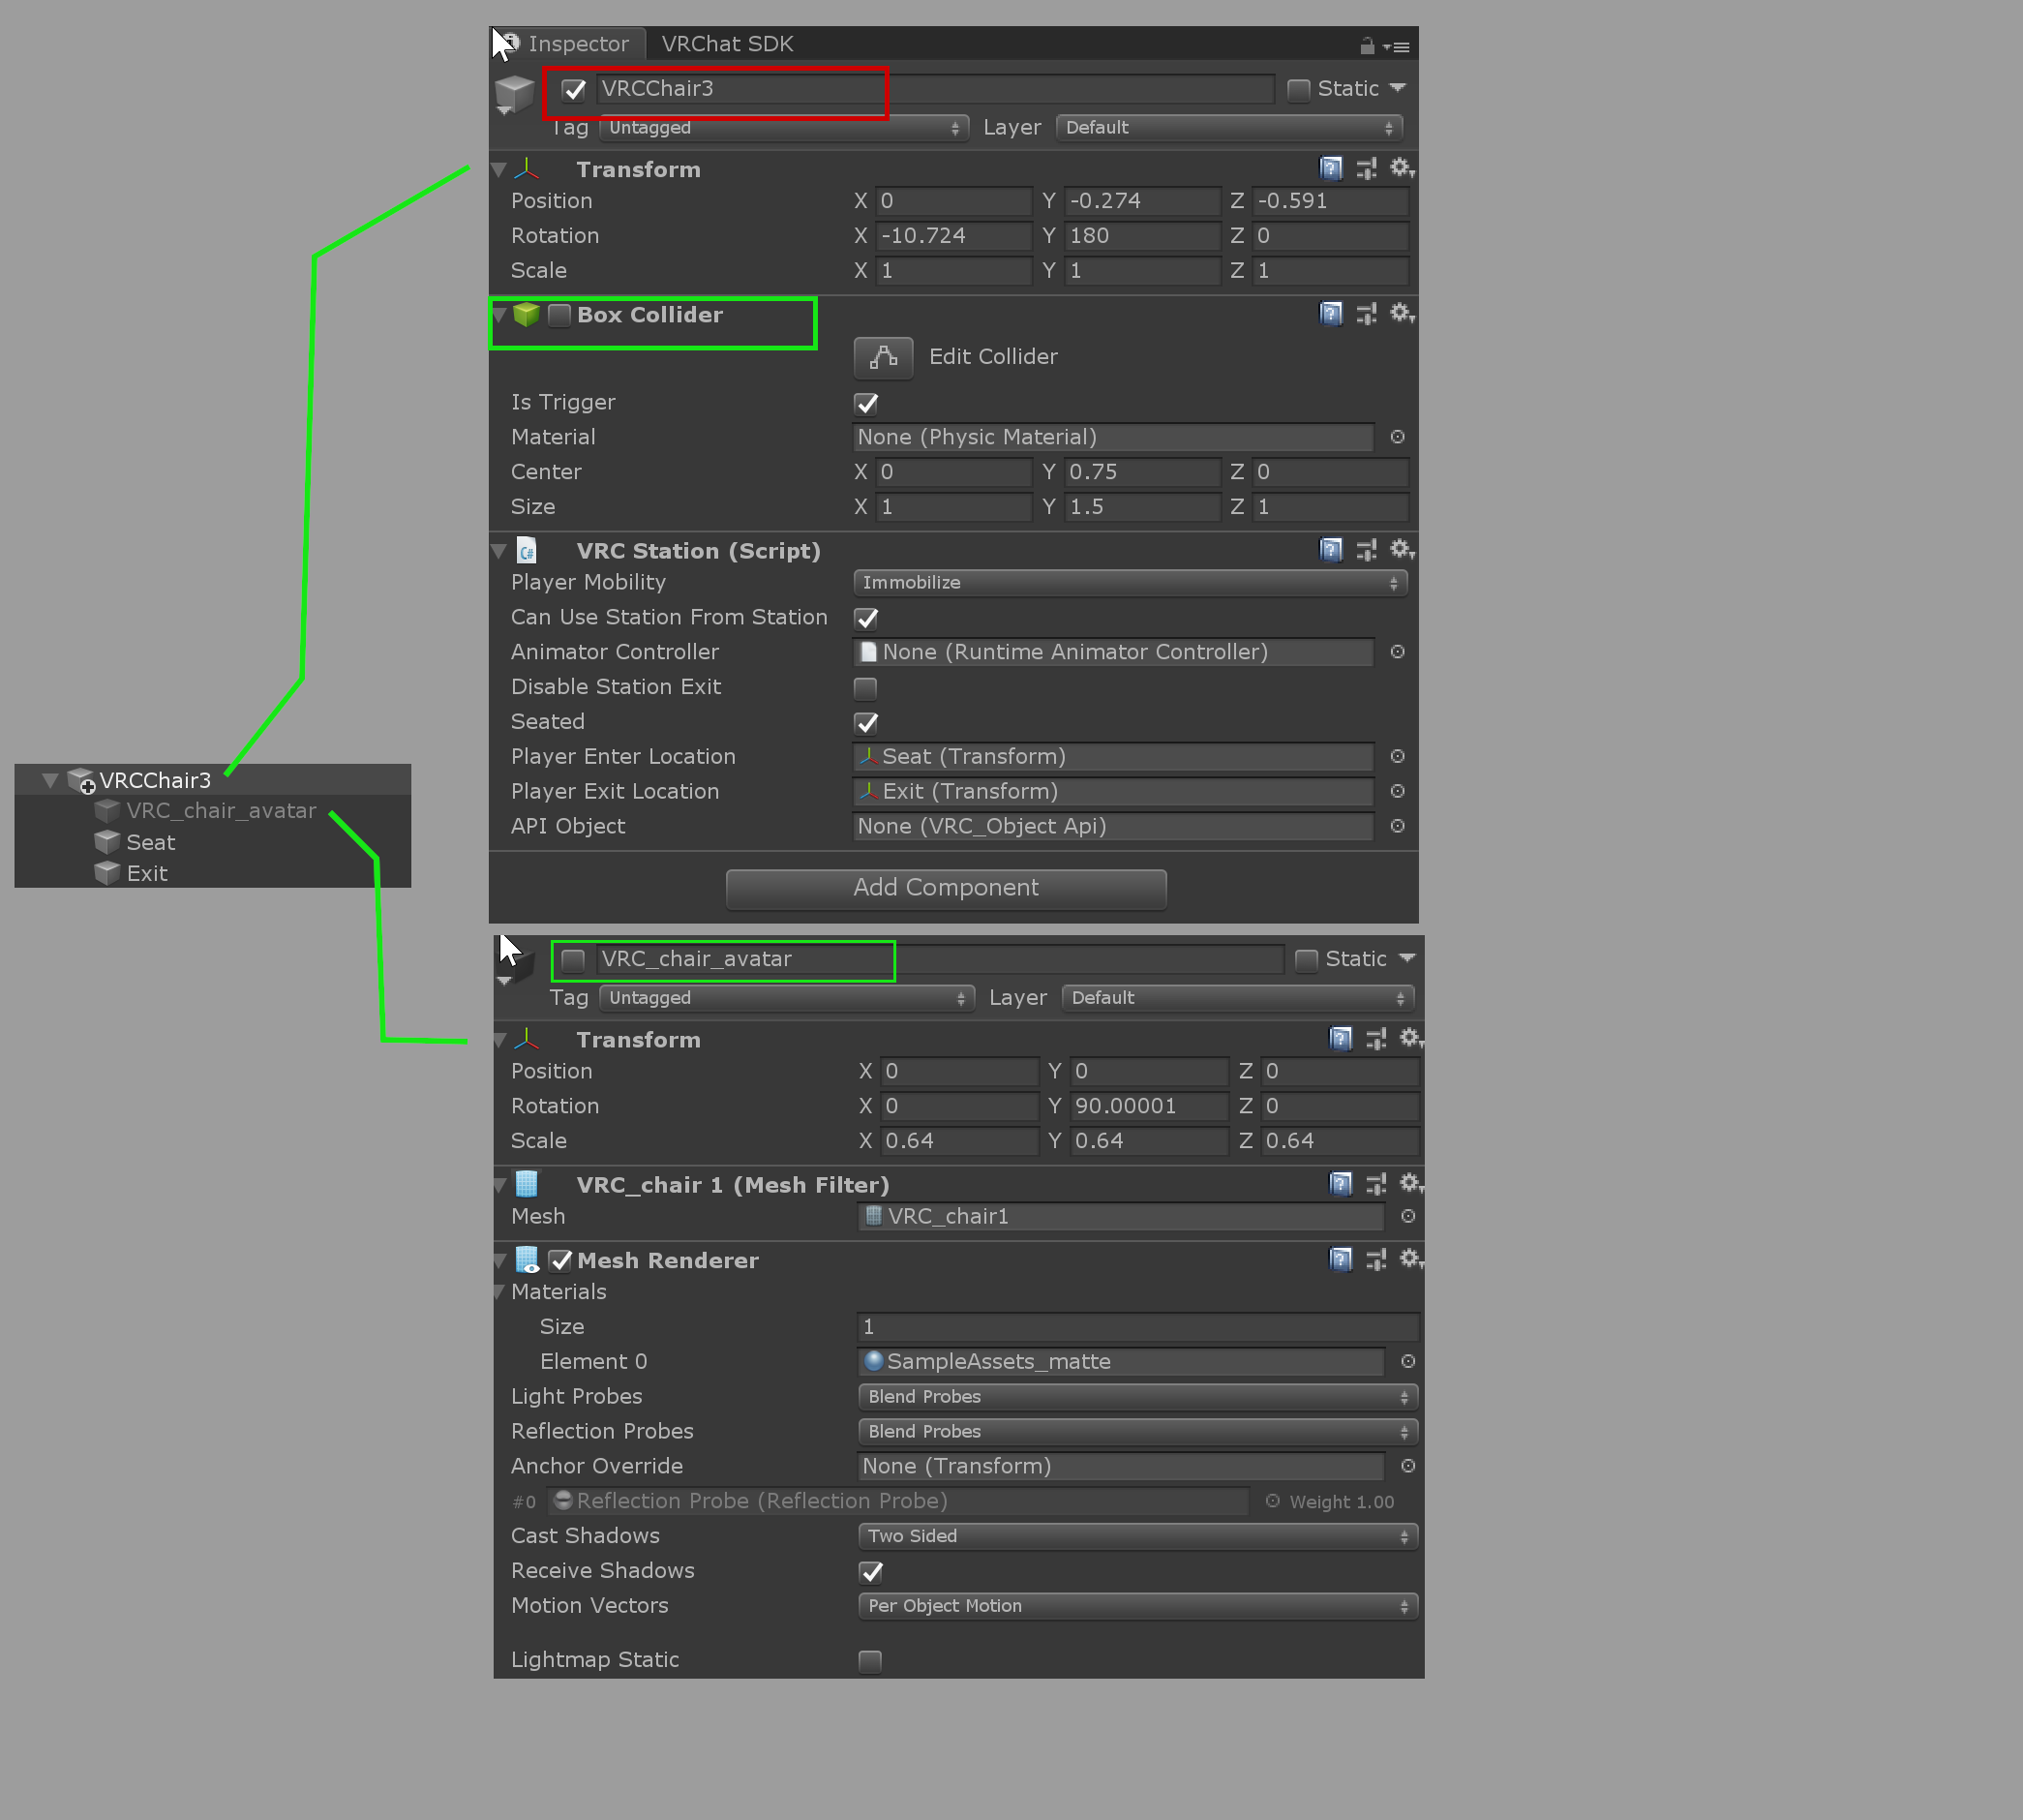 Inspector VRChat SDK
VRCChair3 Static
Tag Untagged Layer Default
Transform
Position X 0 Y -0.274 Z -0.591
Rotation X -10.724 Y 180 Z 0
Scale X 1 Y 1 Z 1
Box Collider
Edit Collider
Is Trigger
Material None (Physic Material)
Center X 0 Y 0.75 Z 0
Size X 1 Y 1.5 Z 1
C# VRC Station (Script)
Player Mobility Immobilize
Can Use Station From Station
Animator Controller None (Runtime Animator Controller)
Disable Station Exit
Seated
Player Enter Location Seat (Transform)
Player Exit Location Exit (Transform)
API Object None (VRC_Object Api)
Add Component
VRCChair3
VRC_chair_avatar
Seat
Exit
VRC_chair_avatar Static
Tag Untagged Layer Default
Transform
Position X 0 Y 0 Z 0
Rotation X 0 Y 90.00001 Z 0
Scale X 0.64 Y 0.64 Z 0.64
VRC_chair 1 (Mesh Filter)
Mesh VRC_chair1
Mesh Renderer
Materials
Size 1
Element 0 SampleAssets_matte
Light Probes Blend Probes
Reflection Probes Blend Probes
Anchor Override None (Transform)
#0 Reflection Probe (Reflection Probe) Weight 1.00
Cast Shadows Two Sided
Receive Shadows
Motion Vectors Per Object Motion
Lightmap Static